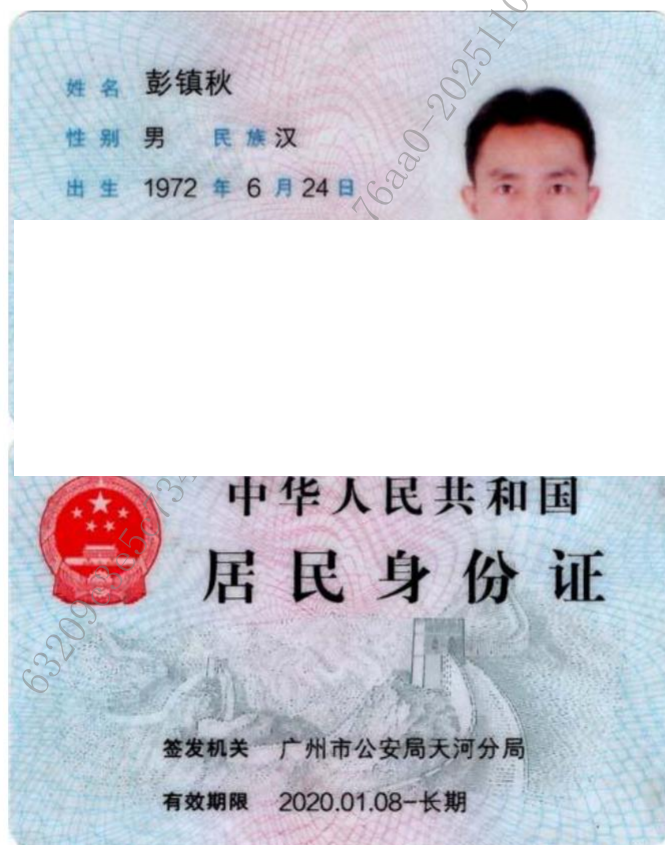 姓名 彭镇秋
性别 男 民族 汉
出生 1972 年 6 月 24 日
中华人民共和国
居民身份证
签发机关 广州市公安局天河分局
有效期限 2020.01.08-长期